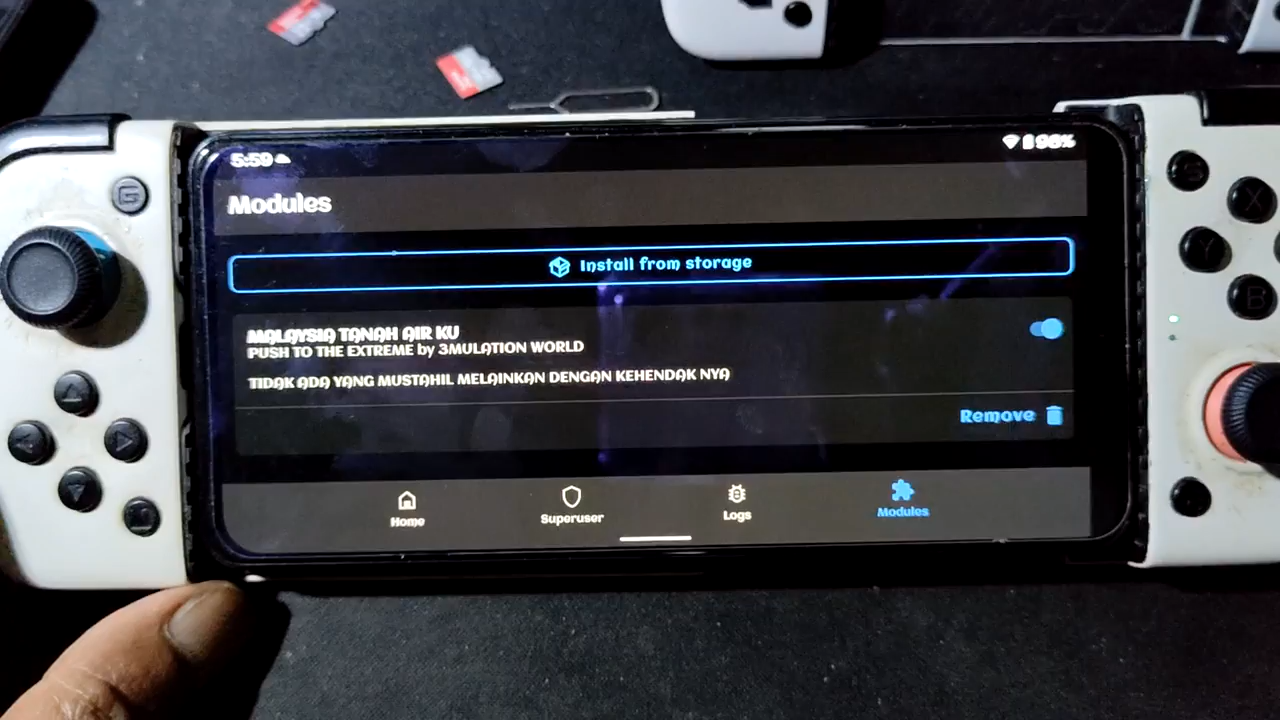 5:59
98%
Modules
Install from storage
MALAYSIA TANAH AIR KU
PUSH TO THE EXTREME by 3MULATION WORLD
TIDAK ADA YANG MUSTAHIL MELAINKAN DENGAN KEHENDAK NYA
Remove
Home
Superuser
Logs
Modules
G
X
Y
B